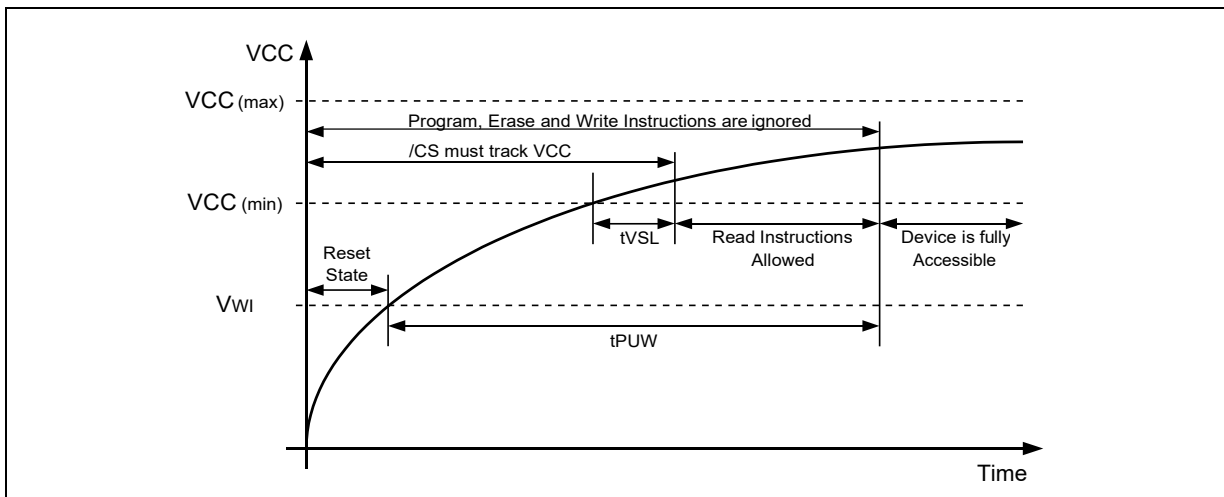 VCC
VCC (max)
Program, Erase and Write Instructions are ignored
/CS must track VCC
VCC (min)
tVSL
Read Instructions
Allowed
Device is fully
Accessible
Reset
State
VWI
tPUW
Time